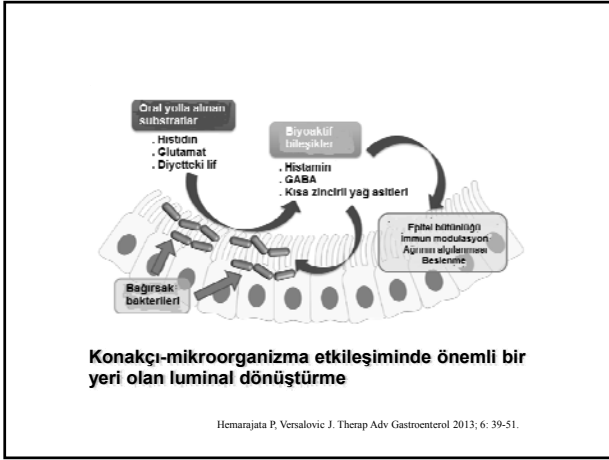 Oral yolla alınan
substratlar
. Histidin
. Glutamat
. Diyetteki lif
Biyoaktif
bileşikler
. Histamin
. GABA
. Kısa zincirli yağ asitleri
Epitel bütünlüğü
İmmun modulasyon
Ağrının algılanması
Beslenme
Bağırsak
bakterileri
Konakçı-mikroorganizma etkileşiminde önemli bir
yeri olan luminal dönüştürme
Hemarajata P, Versalovic J. Therap Adv Gastroenterol 2013; 6: 39-51.